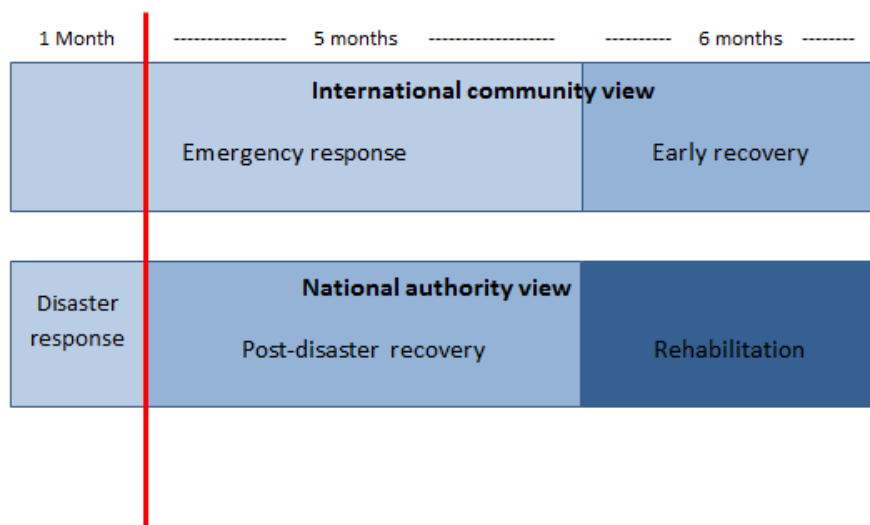 1 Month ----------------- 5 months ------------------- ---------- 6 months --------
International community view
Emergency response Early recovery
National authority view
Disaster
response
Post-disaster recovery Rehabilitation